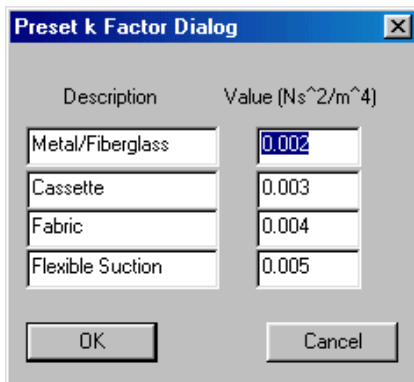 Preset k Factor Dialog
Description Value (Ns^2/m^4)
Metal/Fiberglass 0.002
Cassette 0.003
Fabric 0.004
Flexible Suction 0.005
OK Cancel